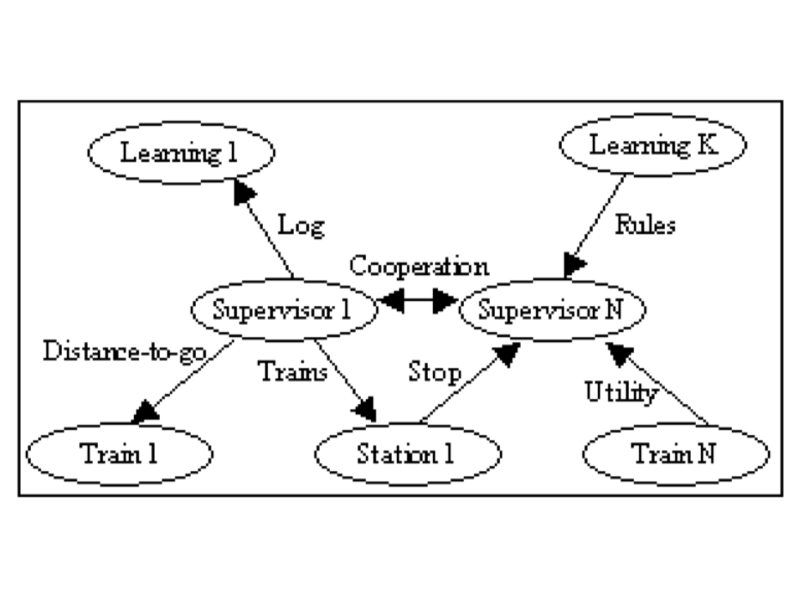 Learning 1
Learning K
Log
Rules
Cooperation
Supervisor 1
Supervisor N
Distance-to-go
Trains
Stop
Utility
Train 1
Station 1
Train N